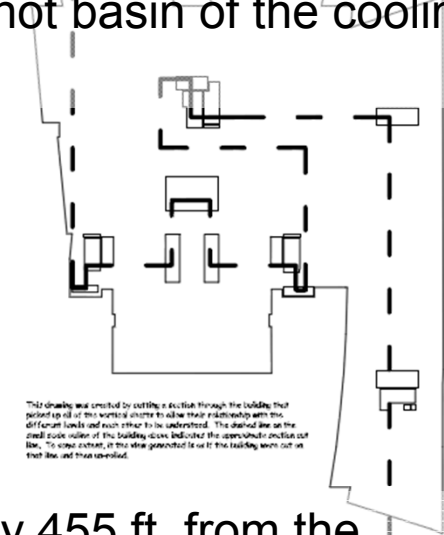 not basin of the coolin
This drawing was created by cutting a section through the building that
picked up all of the vertical shafts to allow their relationship with the
different levels and each other to be understood. The dashed line on the
small scale outline of the building above indicates the approximate section cut
line. To some extent, it the view generated is as if the building were cut on
that line and then un-rolled.
y 455 ft. from the